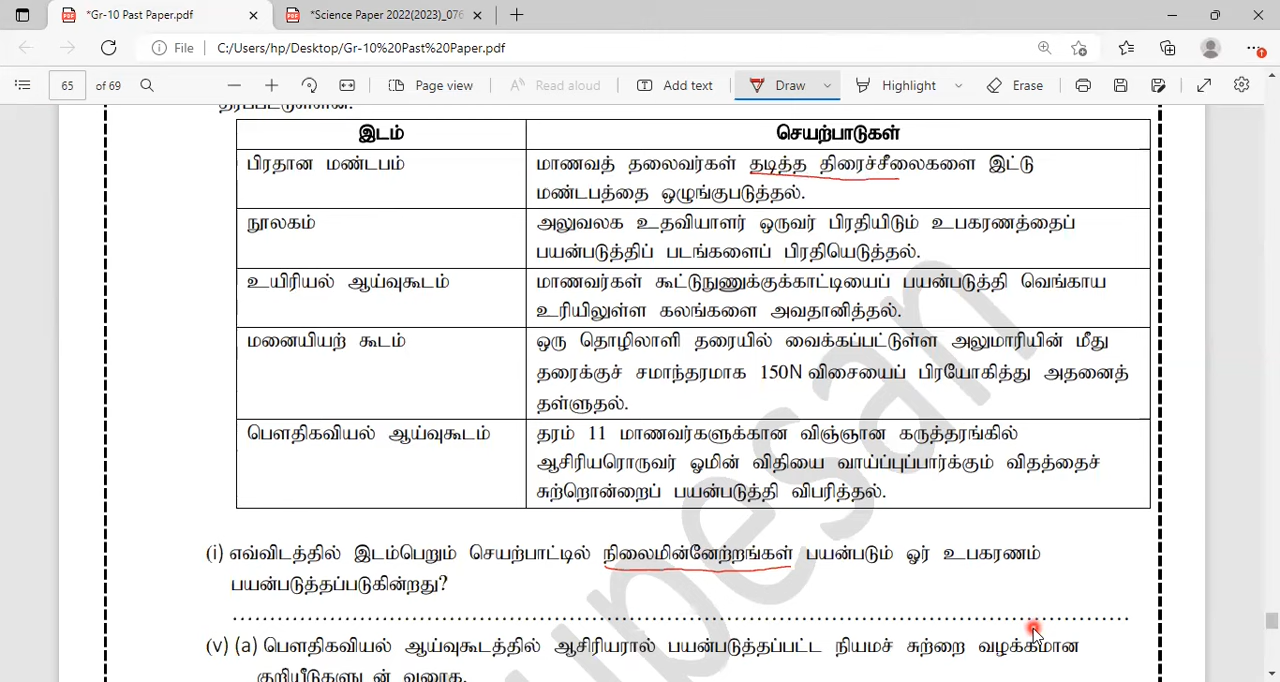 *Gr-10 Past Paper.pdf
*Science Paper 2022(2023)_076
File
C:/Users/hp/Desktop/Gr-10%20Past%20Paper.pdf
65 of 69
Page view
Read aloud
Add text
Draw
Highlight
Erase
தரப்பட்டுள்ளன.
இடம் செயற்பாடுகள்
பிரதான மண்டபம் மாணவத் தலைவர்கள் தடித்த திரைச்சீலைகளை இட்டு
மண்டபத்தை ஒழுங்குபடுத்தல்.
நூலகம் அலுவலக உதவியாளர் ஒருவர் பிரதியிடும் உபகரணத்தைப்
பயன்படுத்திப் படங்களைப் பிரதியெடுத்தல்.
உயிரியல் ஆய்வுகூடம் மாணவர்கள் கூட்டுநுணுக்குக்காட்டியைப் பயன்படுத்தி வெங்காய
உரியிலுள்ள கலங்களை அவதானித்தல்.
மனையியற் கூடம் ஒரு தொழிலாளி தரையில் வைக்கப்பட்டுள்ள அலுமாரியின் மீது
தரைக்குச் சமாந்தரமாக 150N விசையைப் பிரயோகித்து அதனைத்
தள்ளுதல்.
பௌதிகவியல் ஆய்வுகூடம் தரம் 11 மாணவர்களுக்கான விஞ்ஞான கருத்தரங்கில்
ஆசிரியரொருவர் ஓமின் விதியை வாய்ப்புப்பார்க்கும் விதத்தைச்
சுற்றொன்றைப் பயன்படுத்தி விபரித்தல்.
(i) எவ்விடத்தில் இடம்பெறும் செயற்பாட்டில் நிலைமின்னேற்றங்கள் பயன்படும் ஓர் உபகரணம்
பயன்படுத்தப்படுகின்றது?
(v) (a) பௌதிகவியல் ஆய்வுகூடத்தில் ஆசிரியரால் பயன்படுத்தப்பட்ட நியமச் சுற்றை வழக்கமான
குறியீடுகளுடன் வரைக.